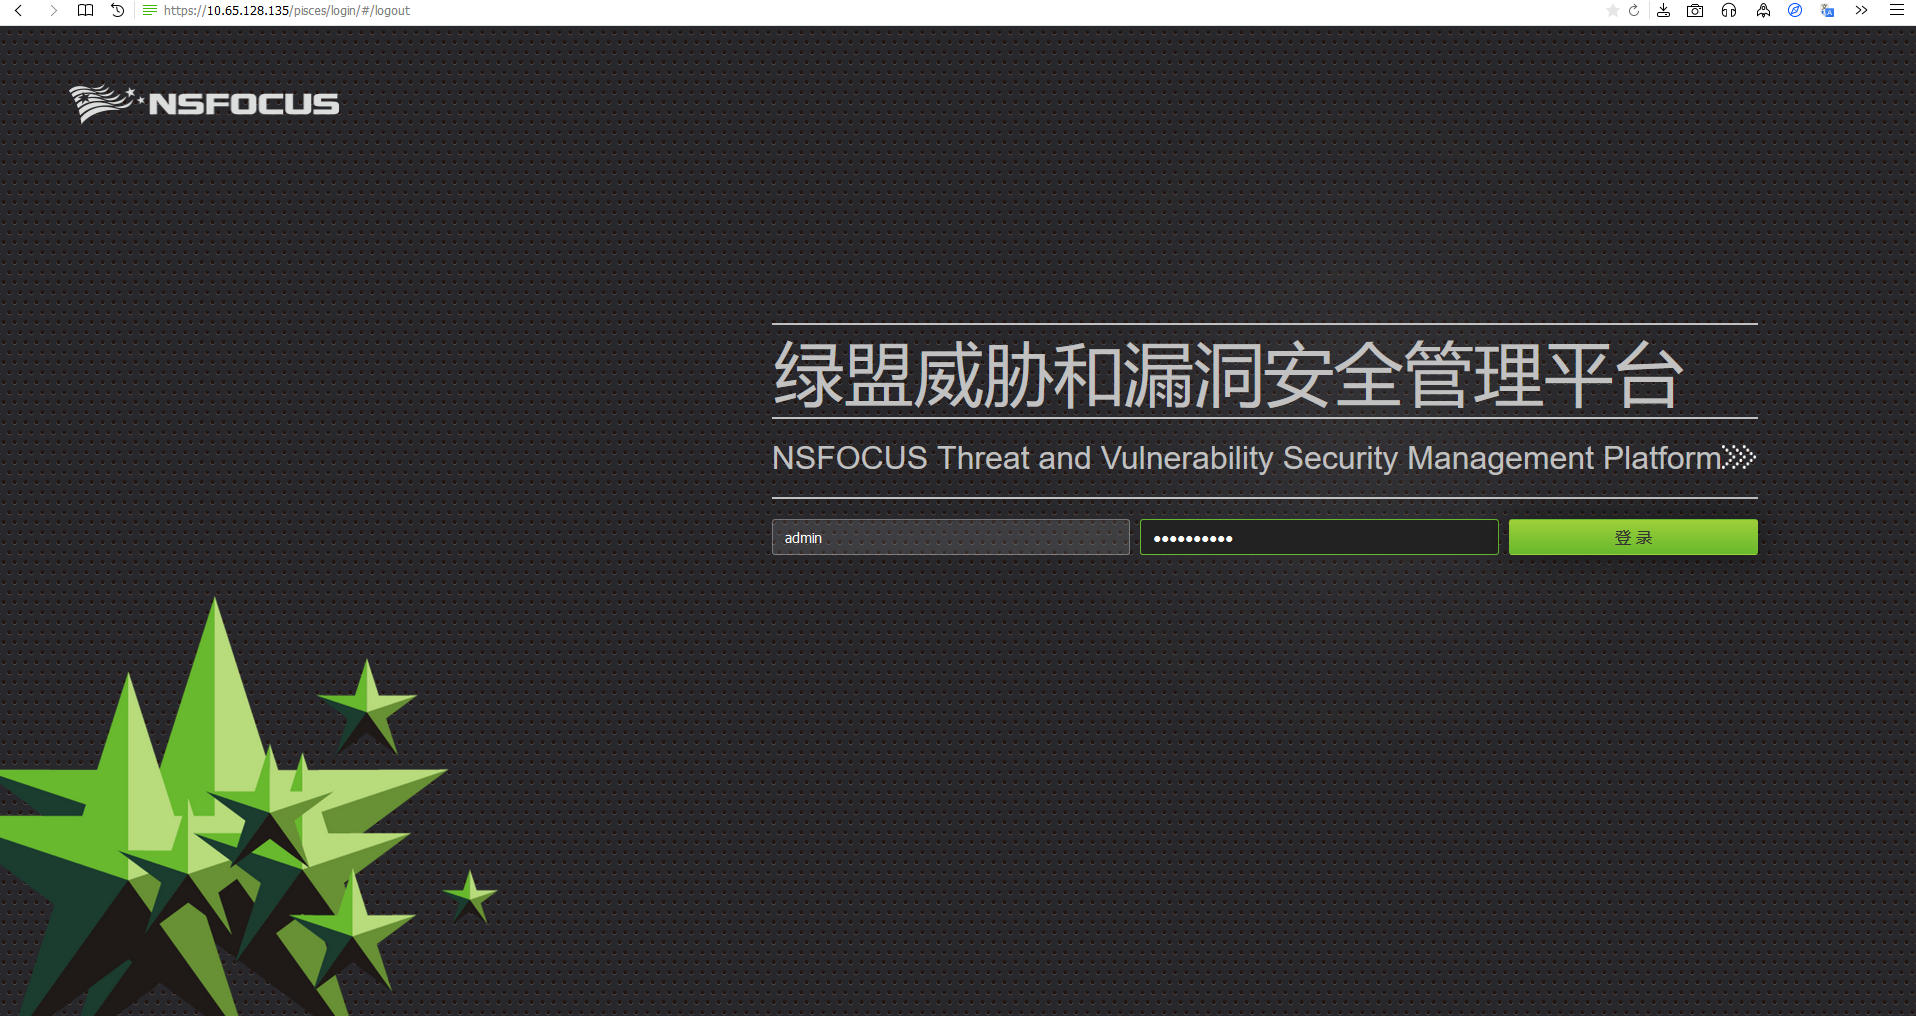 https://10.65.128.135/pisces/login/#/logout
NSFOCUS
绿盟威胁和漏洞安全管理平台
NSFOCUS Threat and Vulnerability Security Management Platform
admin
登 录